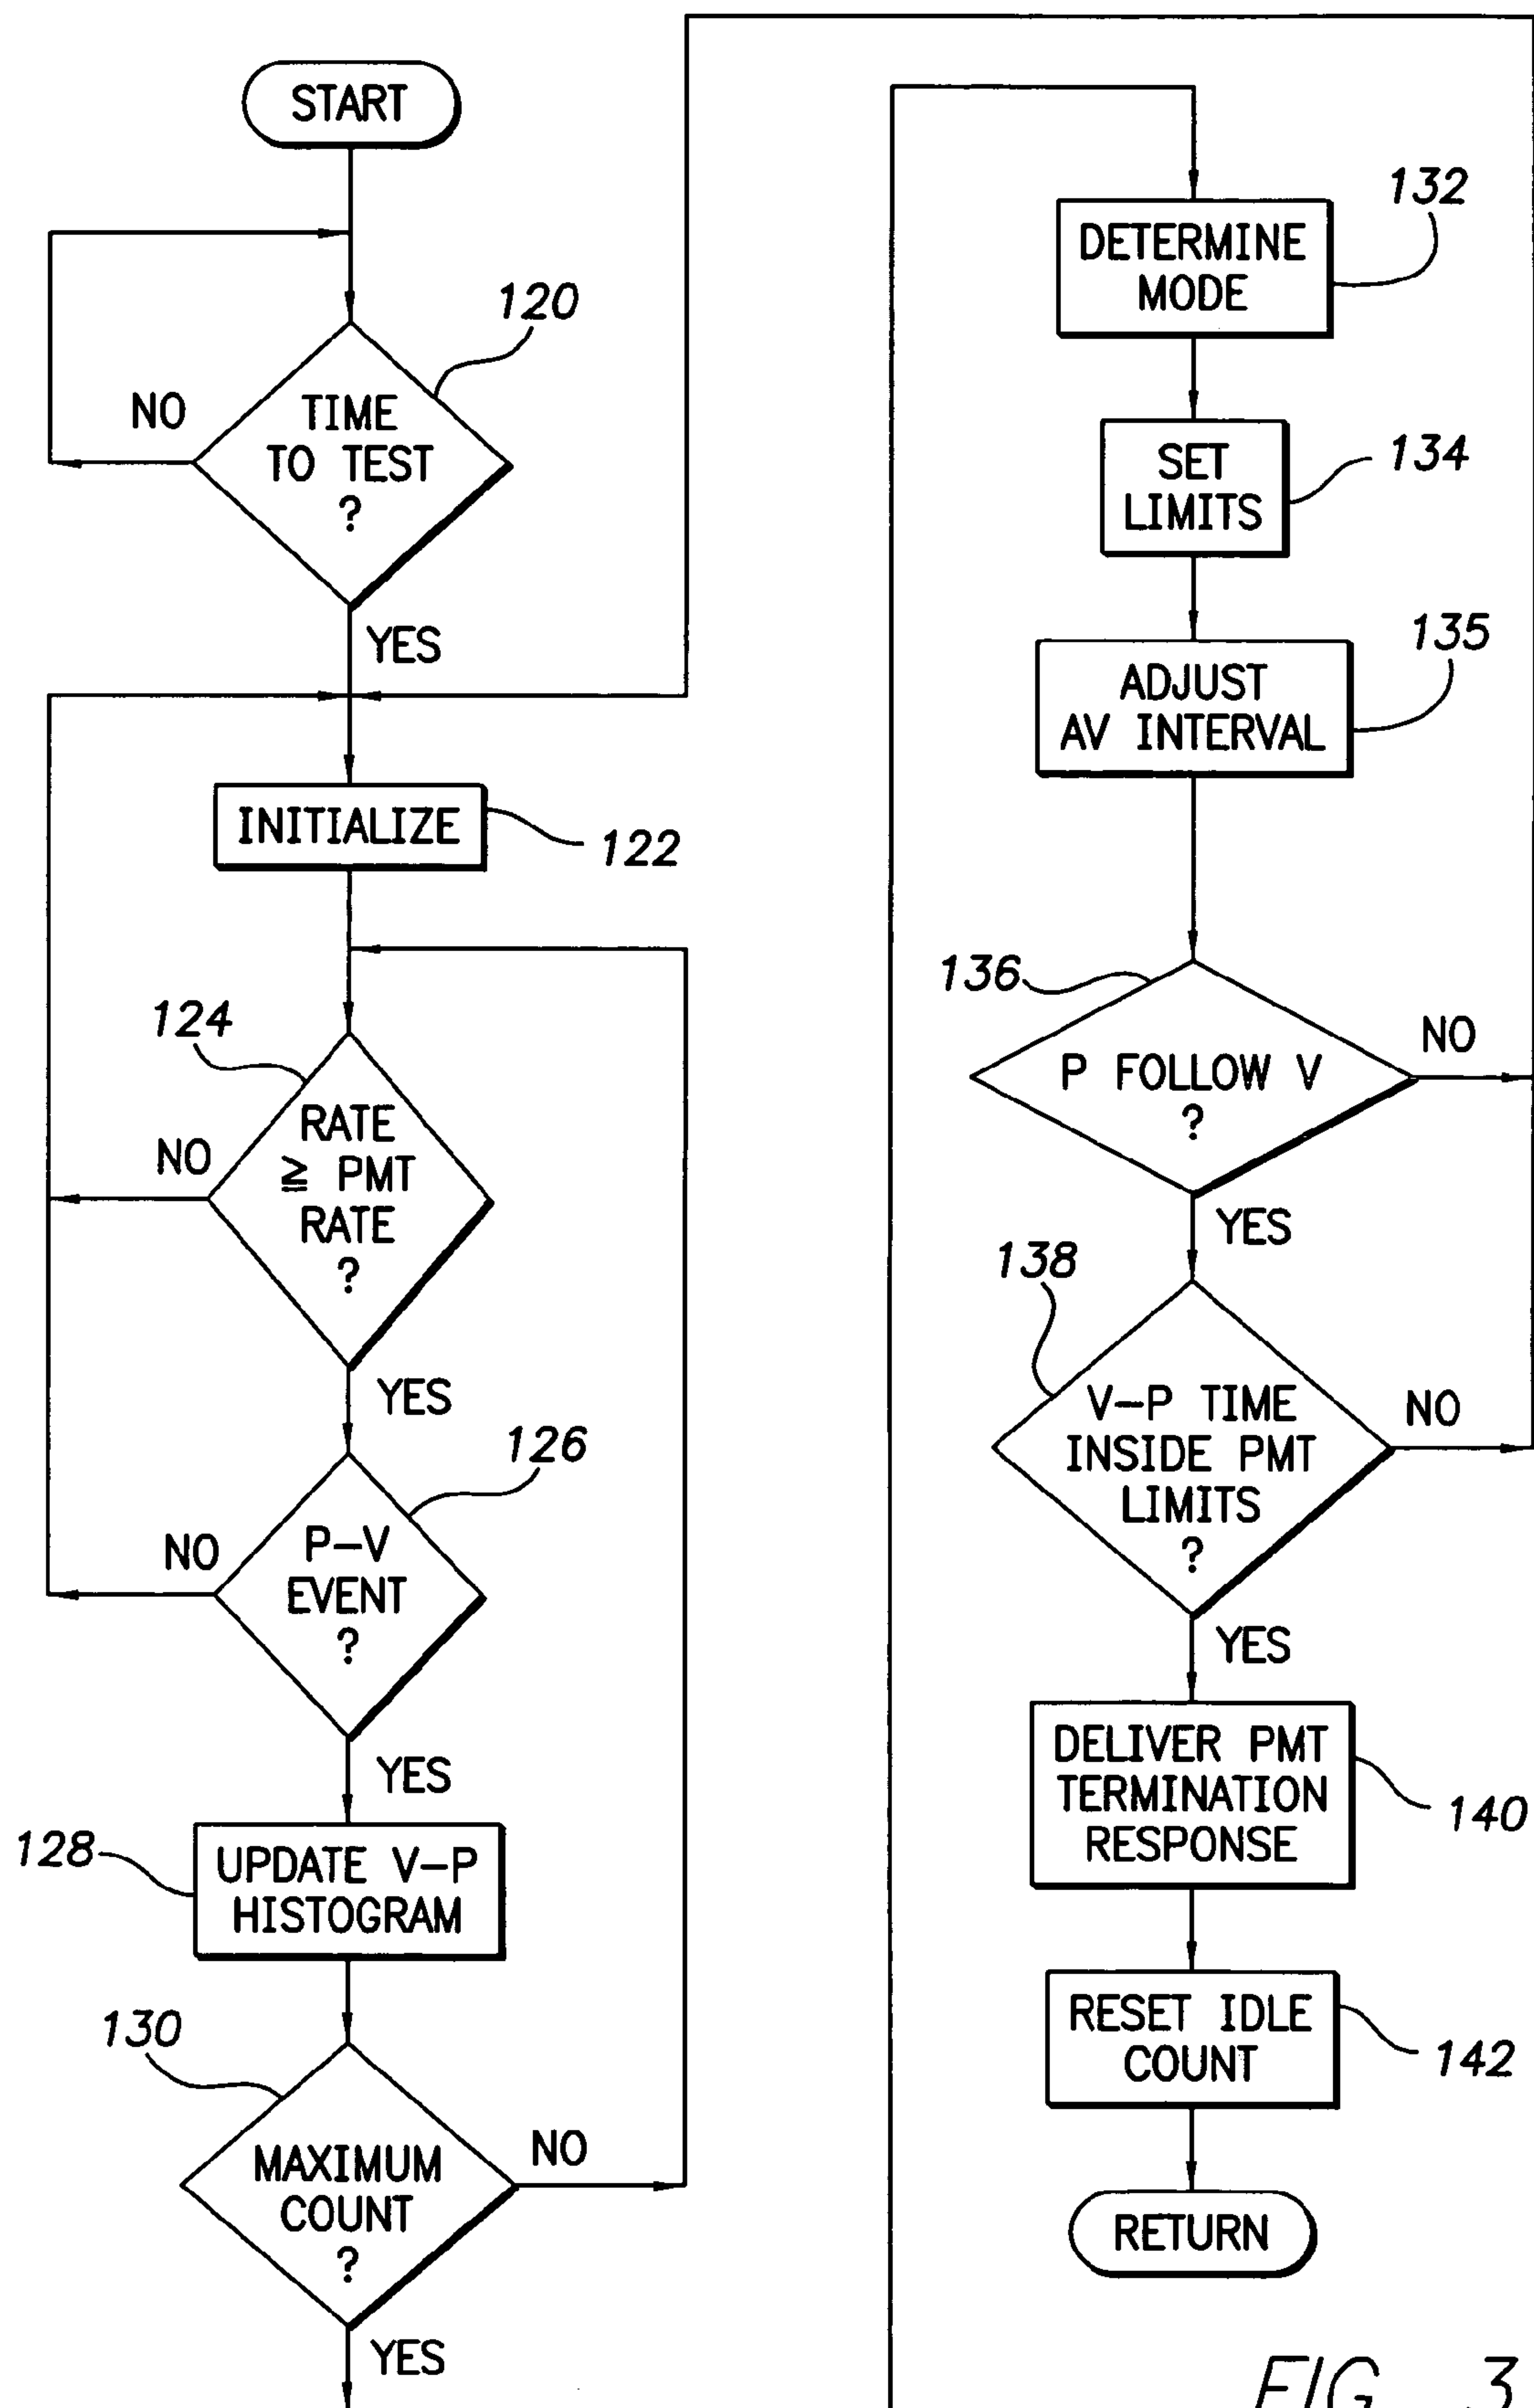 START
120
TIME
TO TEST
?
NO
YES
INITIALIZE
122
124
RATE
≧ PMT
RATE
?
NO
YES
126
P-V
EVENT
?
NO
YES
128
UPDATE V-P
HISTOGRAM
130
MAXIMUM
COUNT
?
NO
YES
132
DETERMINE
MODE
134
SET
LIMITS
135
ADJUST
AV INTERVAL
136
P FOLLOW V
?
NO
YES
138
V-P TIME
INSIDE PMT
LIMITS
?
NO
YES
DELIVER PMT
TERMINATION
RESPONSE
140
RESET IDLE
COUNT
142
RETURN
FIG. 3